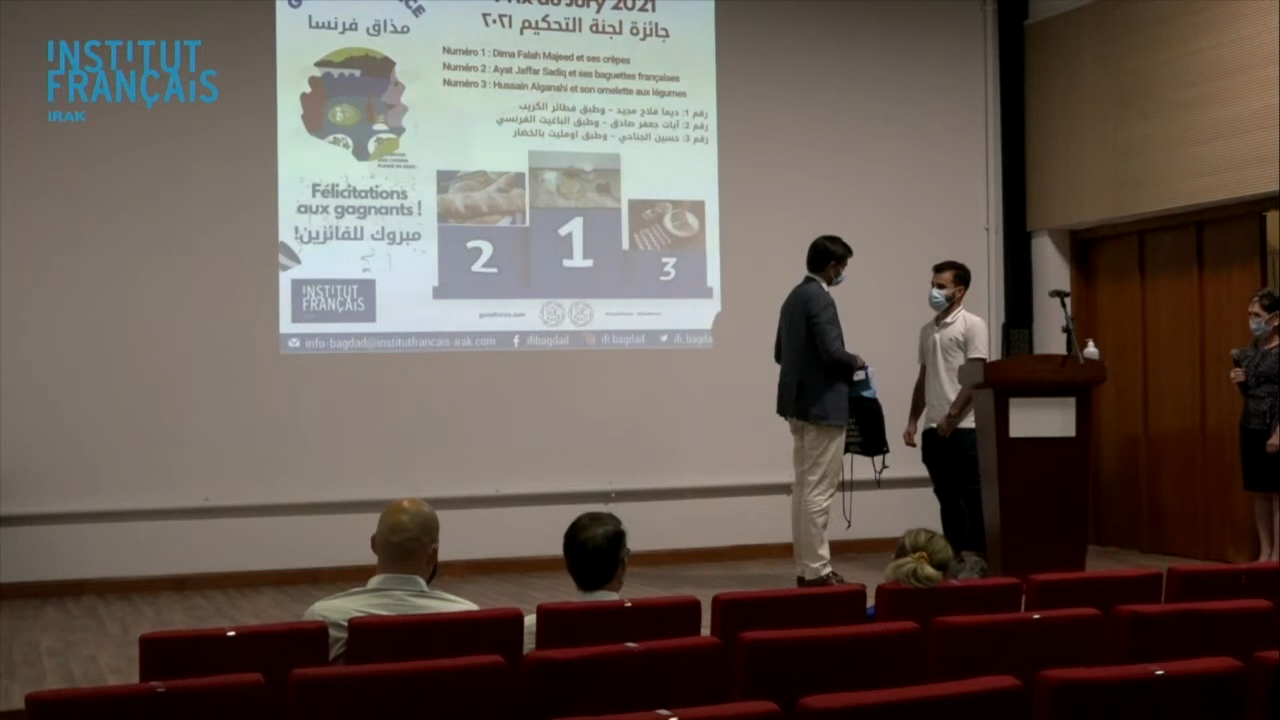 INSTITUT
FRANÇAIS
IRAK
مذاق فرنسا
Prix du Jury 2021
جائزة لجنة التحكيم ٢٠٢١
Numéro 1 : Dima Falah Majeed et ses crêpes
Numéro 2 : Ayat Jaffar Sadiq et ses baguettes françaises
Numéro 3 : Hussain Alganahi et son omelette aux légumes
رقم 1: ديما فلاح مجيد - وطبق فطائر الكريب
رقم 2: آيات جعفر صادق - وطبق الباغيت الفرنسي
رقم 3: حسين الجناحي - وطبق اومليت بالخضار
Félicitations
aux gagnants !
مبروك للفائزين!
2
1
3
INSTITUT
FRANÇAIS
info-bagdad@institutfrancais-irak.com
ifibagdad
ifi.bagdad
ifi.bagda